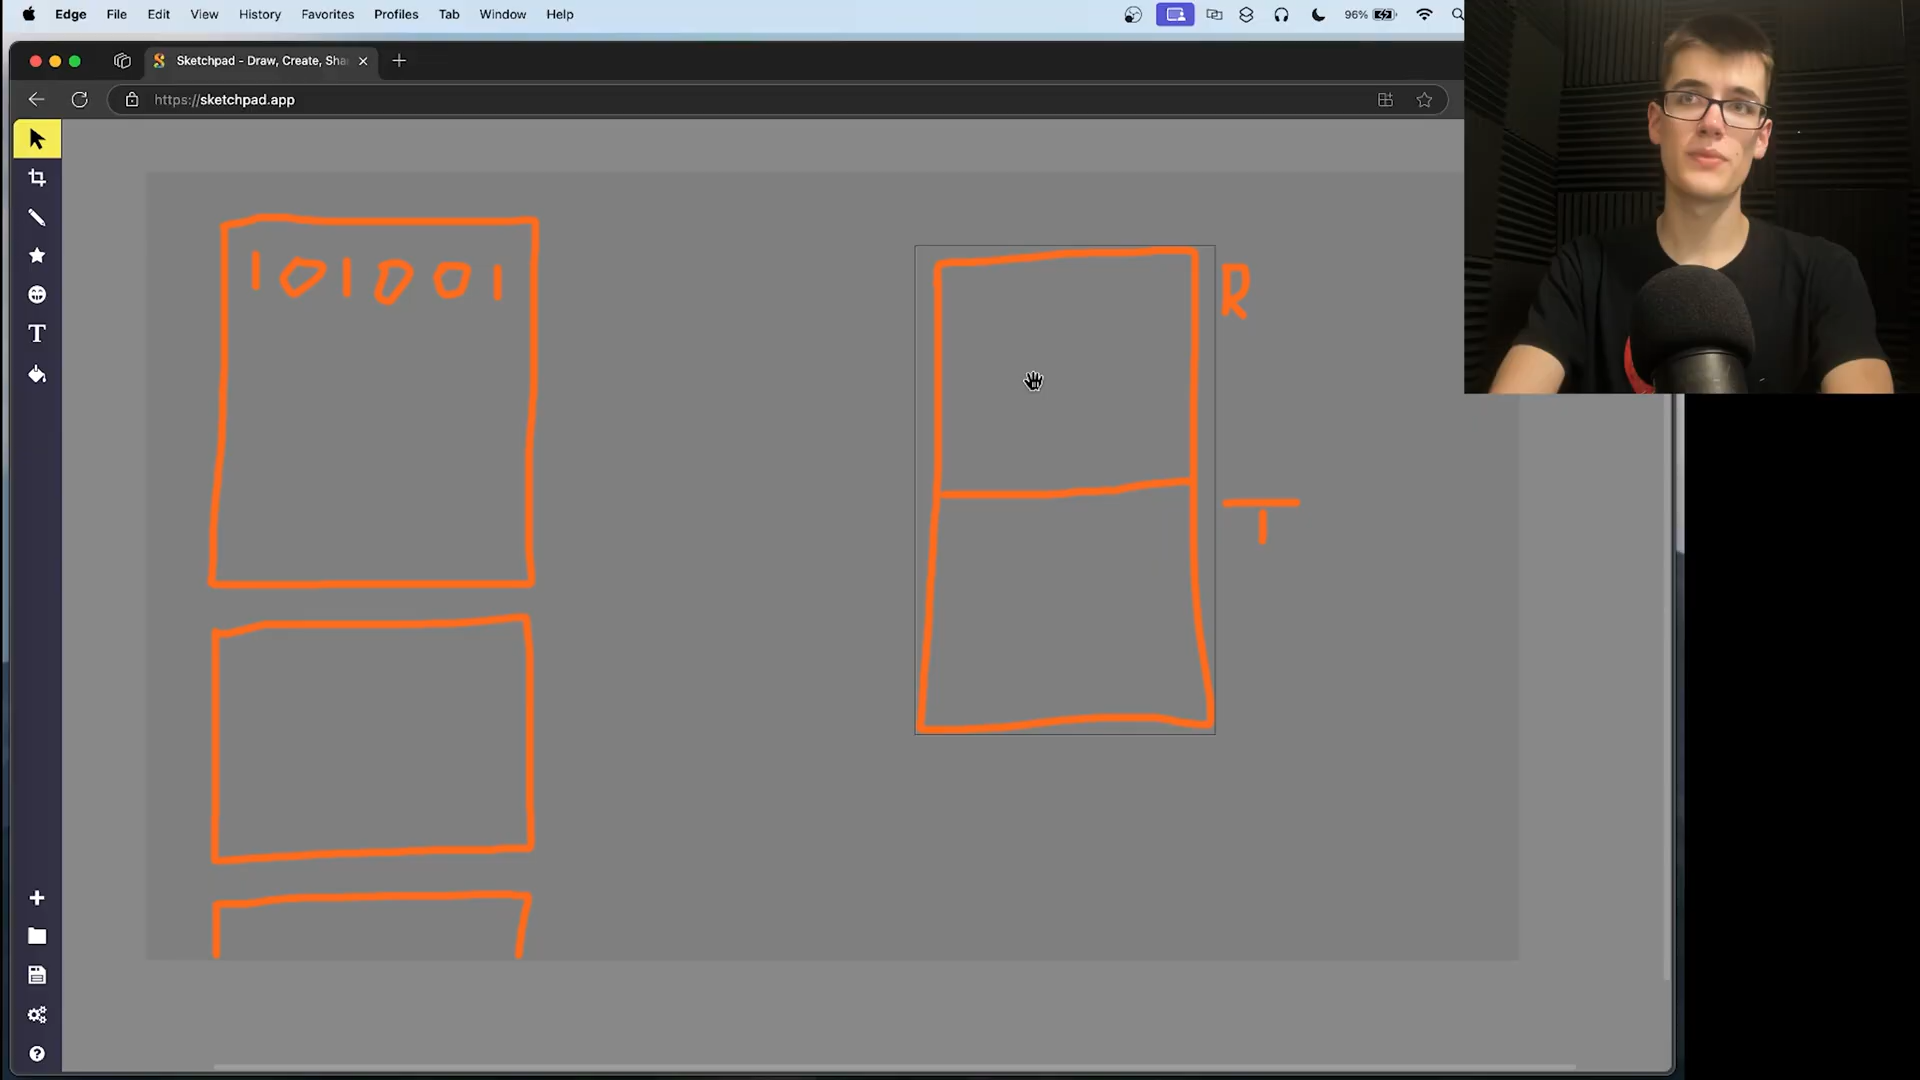 Edge File Edit View History Favorites Profiles Tab Window Help 96%
Sketchpad - Draw, Create, Sha
https://sketchpad.app
T
101001
R
T
?